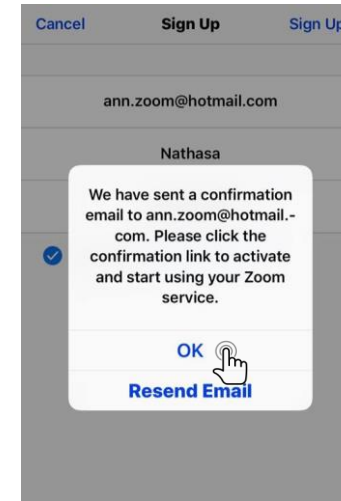 Cancel Sign Up Sign Up
ann.zoom@hotmail.com
Nathasa
We have sent a confirmation
email to ann.zoom@hotmail.-
com. Please click the
confirmation link to activate
and start using your Zoom
service.
OK
Resend Email